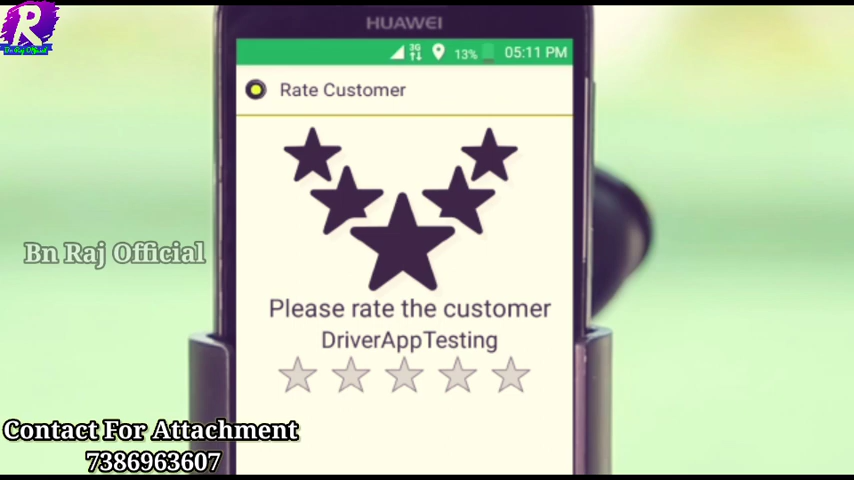 R
Bn Raj Official
HUAWEI
3G
13%
05:11 PM
Rate Customer
Bn Raj Official
Please rate the customer
DriverAppTesting
Contact For Attachment
7386963607